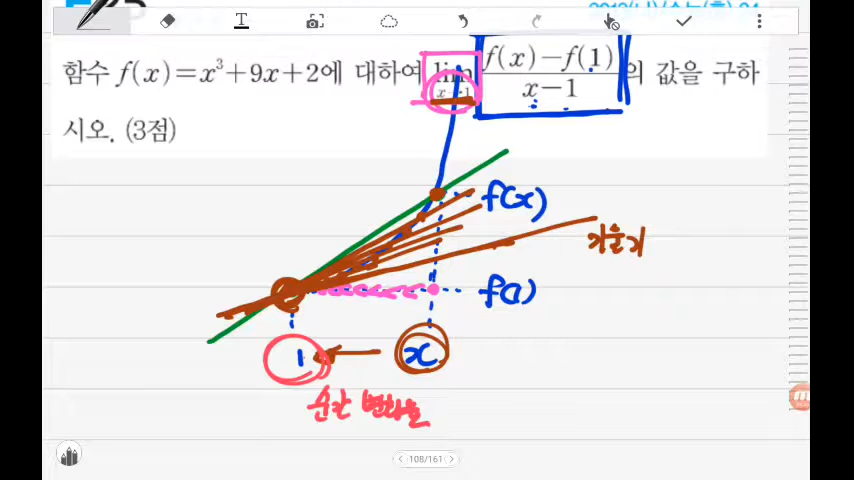 함수 f(x)=x³+9x+2에 대하여 lim x→1 f(x)-f(1) / x-1 의 값을 구하
시오. (3점)
f(x)
기울기
f(1)
1
x
순간 변화율
108/161